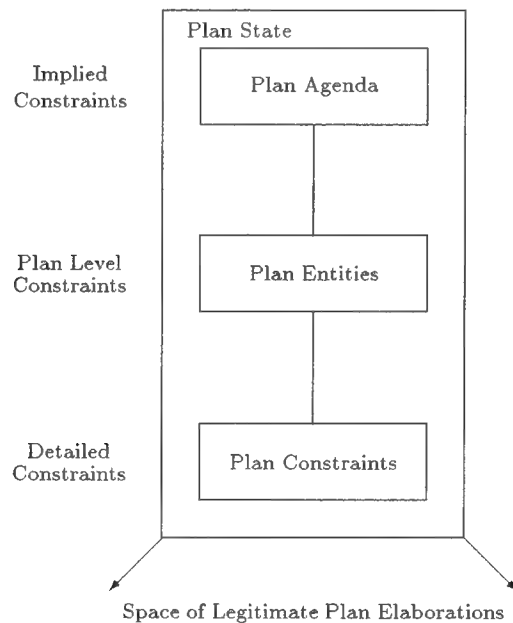 Plan State
Implied
Constraints
Plan Agenda
Plan Level
Constraints
Plan Entities
Detailed
Constraints
Plan Constraints
Space of Legitimate Plan Elaborations